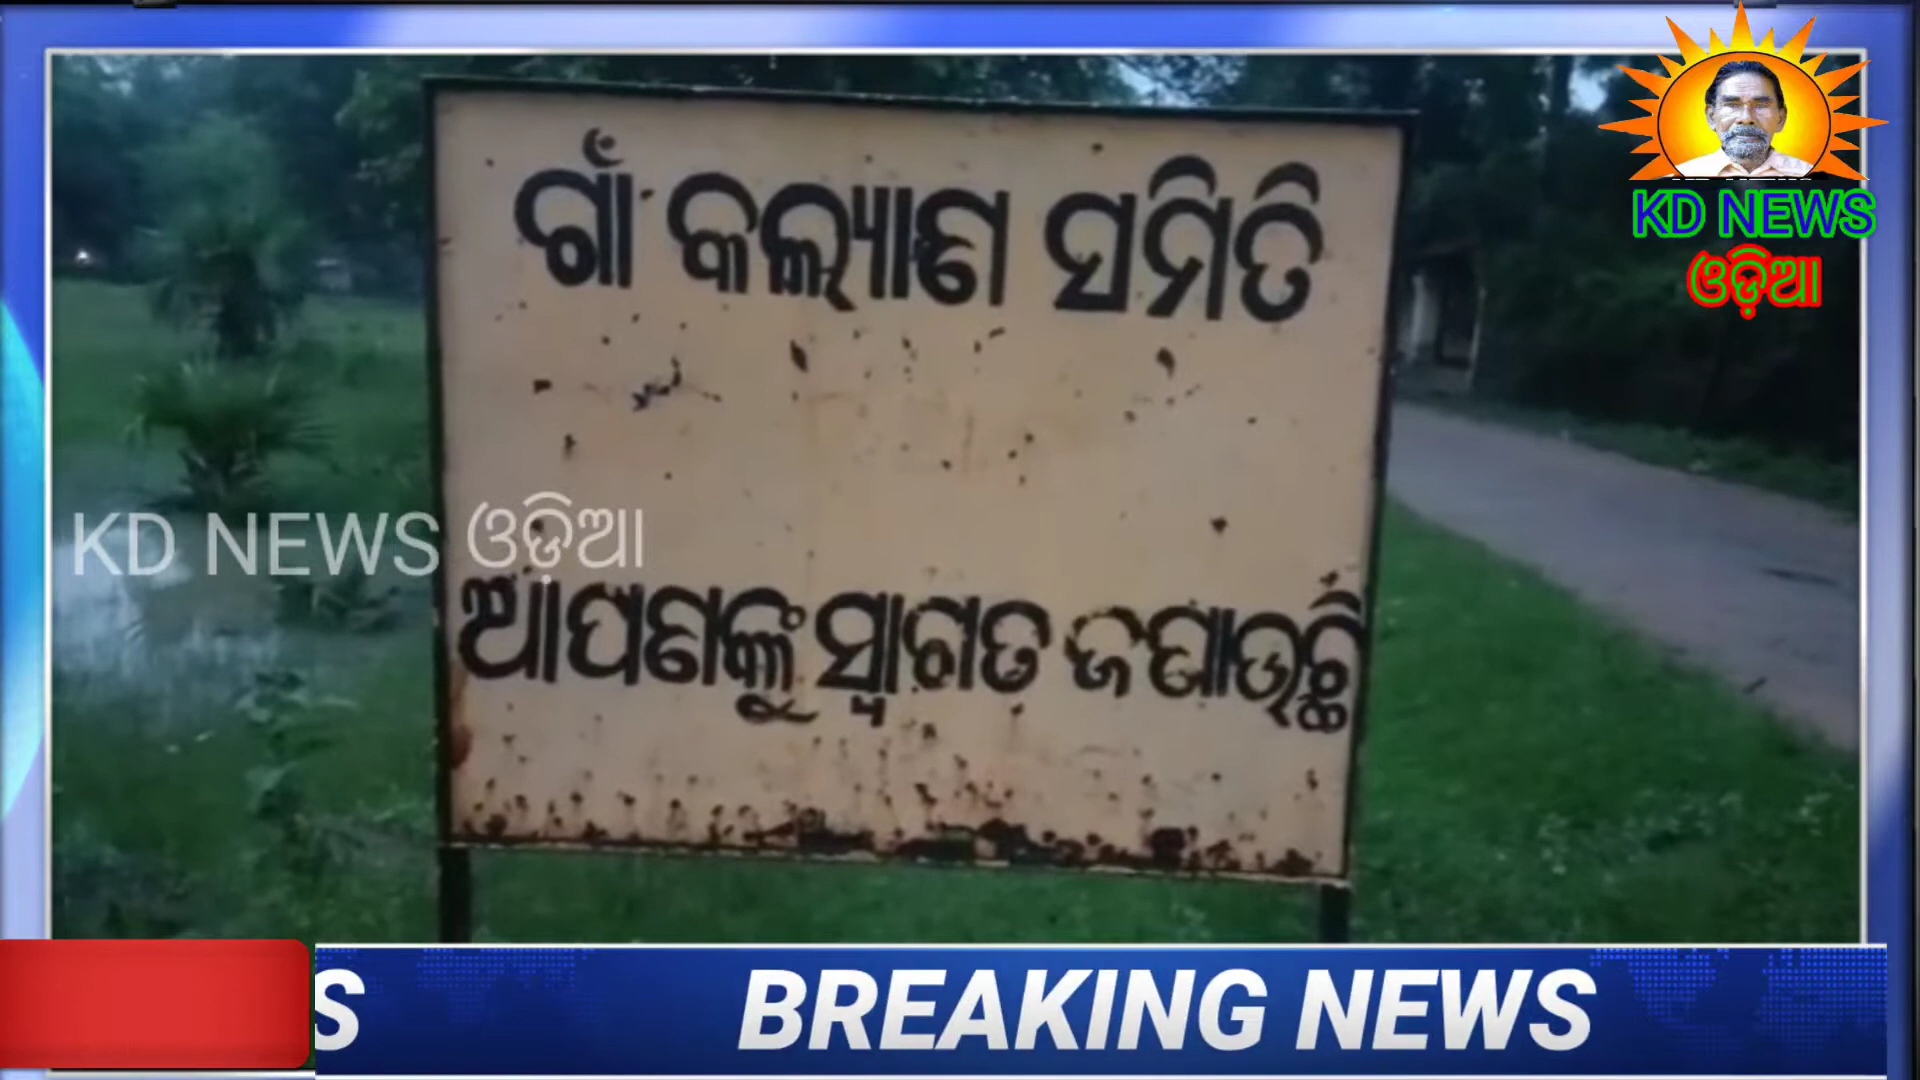 ଗାଁ କଲ୍ୟାଣ ସମିତି
KD NEWS
ଓଡ଼ିଆ
KD NEWS ଓଡ଼ିଆ
ଆପଣଙ୍କୁ ସ୍ୱାଗତ ଜଣାଉଛି
S BREAKING NEWS